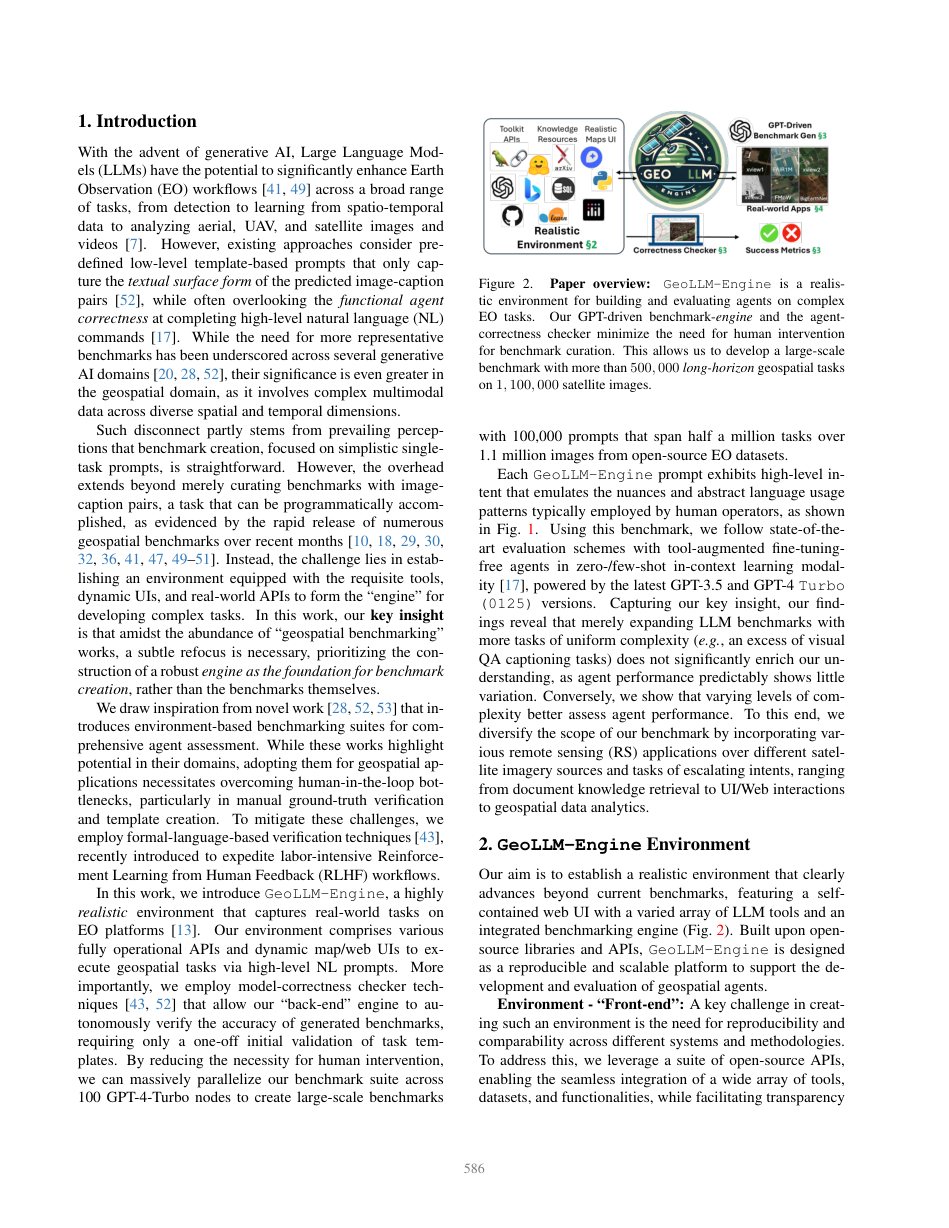 1. Introduction
With the advent of generative AI, Large Language Mod-
els (LLMs) have the potential to significantly enhance Earth
Observation (EO) workflows [41, 49] across a broad range
of tasks, from detection to learning from spatio-temporal
data to analyzing aerial, UAV, and satellite images and
videos [7]. However, existing approaches consider pre-
defined low-level template-based prompts that only cap-
ture the textual surface form of the predicted image-caption
pairs [52], while often overlooking the functional agent
correctness at completing high-level natural language (NL)
commands [17]. While the need for more representative
benchmarks has been underscored across several generative
AI domains [20, 28, 52], their significance is even greater in
the geospatial domain, as it involves complex multimodal
data across diverse spatial and temporal dimensions.
Such disconnect partly stems from prevailing percep-
tions that benchmark creation, focused on simplistic single-
task prompts, is straightforward. However, the overhead
extends beyond merely curating benchmarks with image-
caption pairs, a task that can be programmatically accom-
plished, as evidenced by the rapid release of numerous
geospatial benchmarks over recent months [10, 18, 29, 30,
32, 36, 41, 47, 49–51]. Instead, the challenge lies in estab-
lishing an environment equipped with the requisite tools,
dynamic UIs, and real-world APIs to form the “engine” for
developing complex tasks. In this work, our key insight
is that amidst the abundance of “geospatial benchmarking”
works, a subtle refocus is necessary, prioritizing the con-
struction of a robust engine as the foundation for benchmark
creation, rather than the benchmarks themselves.
We draw inspiration from novel work [28, 52, 53] that in-
troduces environment-based benchmarking suites for com-
prehensive agent assessment. While these works highlight
potential in their domains, adopting them for geospatial ap-
plications necessitates overcoming human-in-the-loop bot-
tlenecks, particularly in manual ground-truth verification
and template creation. To mitigate these challenges, we
employ formal-language-based verification techniques [43],
recently introduced to expedite labor-intensive Reinforce-
ment Learning from Human Feedback (RLHF) workflows.
In this work, we introduce GeoLLM-Engine, a highly
realistic environment that captures real-world tasks on
EO platforms [13]. Our environment comprises various
fully operational APIs and dynamic map/web UIs to ex-
ecute geospatial tasks via high-level NL prompts. More
importantly, we employ model-correctness checker tech-
niques [43, 52] that allow our “back-end” engine to au-
tonomously verify the accuracy of generated benchmarks,
requiring only a one-off initial validation of task tem-
plates. By reducing the necessity for human intervention,
we can massively parallelize our benchmark suite across
100 GPT-4-Turbo nodes to create large-scale benchmarks
Toolkit APIs
Knowledge Resources
Realistic Maps UI
arXiv
SQL
learn
Realistic
Environment §2
GEO LLM
ENGINE
GPT-Driven
Benchmark Gen §3
xview1
FAIR1M
xview2
xview3
FMoW
BigEarthNet
Real-world Apps §4
Correctness Checker §3
Success Metrics §3
Figure 2. Paper overview: GeoLLM-Engine is a realis-
tic environment for building and evaluating agents on complex
EO tasks. Our GPT-driven benchmark-engine and the agent-
correctness checker minimize the need for human intervention
for benchmark curation. This allows us to develop a large-scale
benchmark with more than 500, 000 long-horizon geospatial tasks
on 1, 100, 000 satellite images.
with 100,000 prompts that span half a million tasks over
1.1 million images from open-source EO datasets.
Each GeoLLM-Engine prompt exhibits high-level in-
tent that emulates the nuances and abstract language usage
patterns typically employed by human operators, as shown
in Fig. 1. Using this benchmark, we follow state-of-the-
art evaluation schemes with tool-augmented fine-tuning-
free agents in zero-/few-shot in-context learning modal-
ity [17], powered by the latest GPT-3.5 and GPT-4 Turbo
(0125) versions. Capturing our key insight, our find-
ings reveal that merely expanding LLM benchmarks with
more tasks of uniform complexity (e.g., an excess of visual
QA captioning tasks) does not significantly enrich our un-
derstanding, as agent performance predictably shows little
variation. Conversely, we show that varying levels of com-
plexity better assess agent performance. To this end, we
diversify the scope of our benchmark by incorporating var-
ious remote sensing (RS) applications over different satel-
lite imagery sources and tasks of escalating intents, ranging
from document knowledge retrieval to UI/Web interactions
to geospatial data analytics.
2. GeoLLM-Engine Environment
Our aim is to establish a realistic environment that clearly
advances beyond current benchmarks, featuring a self-
contained web UI with a varied array of LLM tools and an
integrated benchmarking engine (Fig. 2). Built upon open-
source libraries and APIs, GeoLLM-Engine is designed
as a reproducible and scalable platform to support the de-
velopment and evaluation of geospatial agents.
Environment - “Front-end”: A key challenge in creat-
ing such an environment is the need for reproducibility and
comparability across different systems and methodologies.
To address this, we leverage a suite of open-source APIs,
enabling the seamless integration of a wide array of tools,
datasets, and functionalities, while facilitating transparency
586